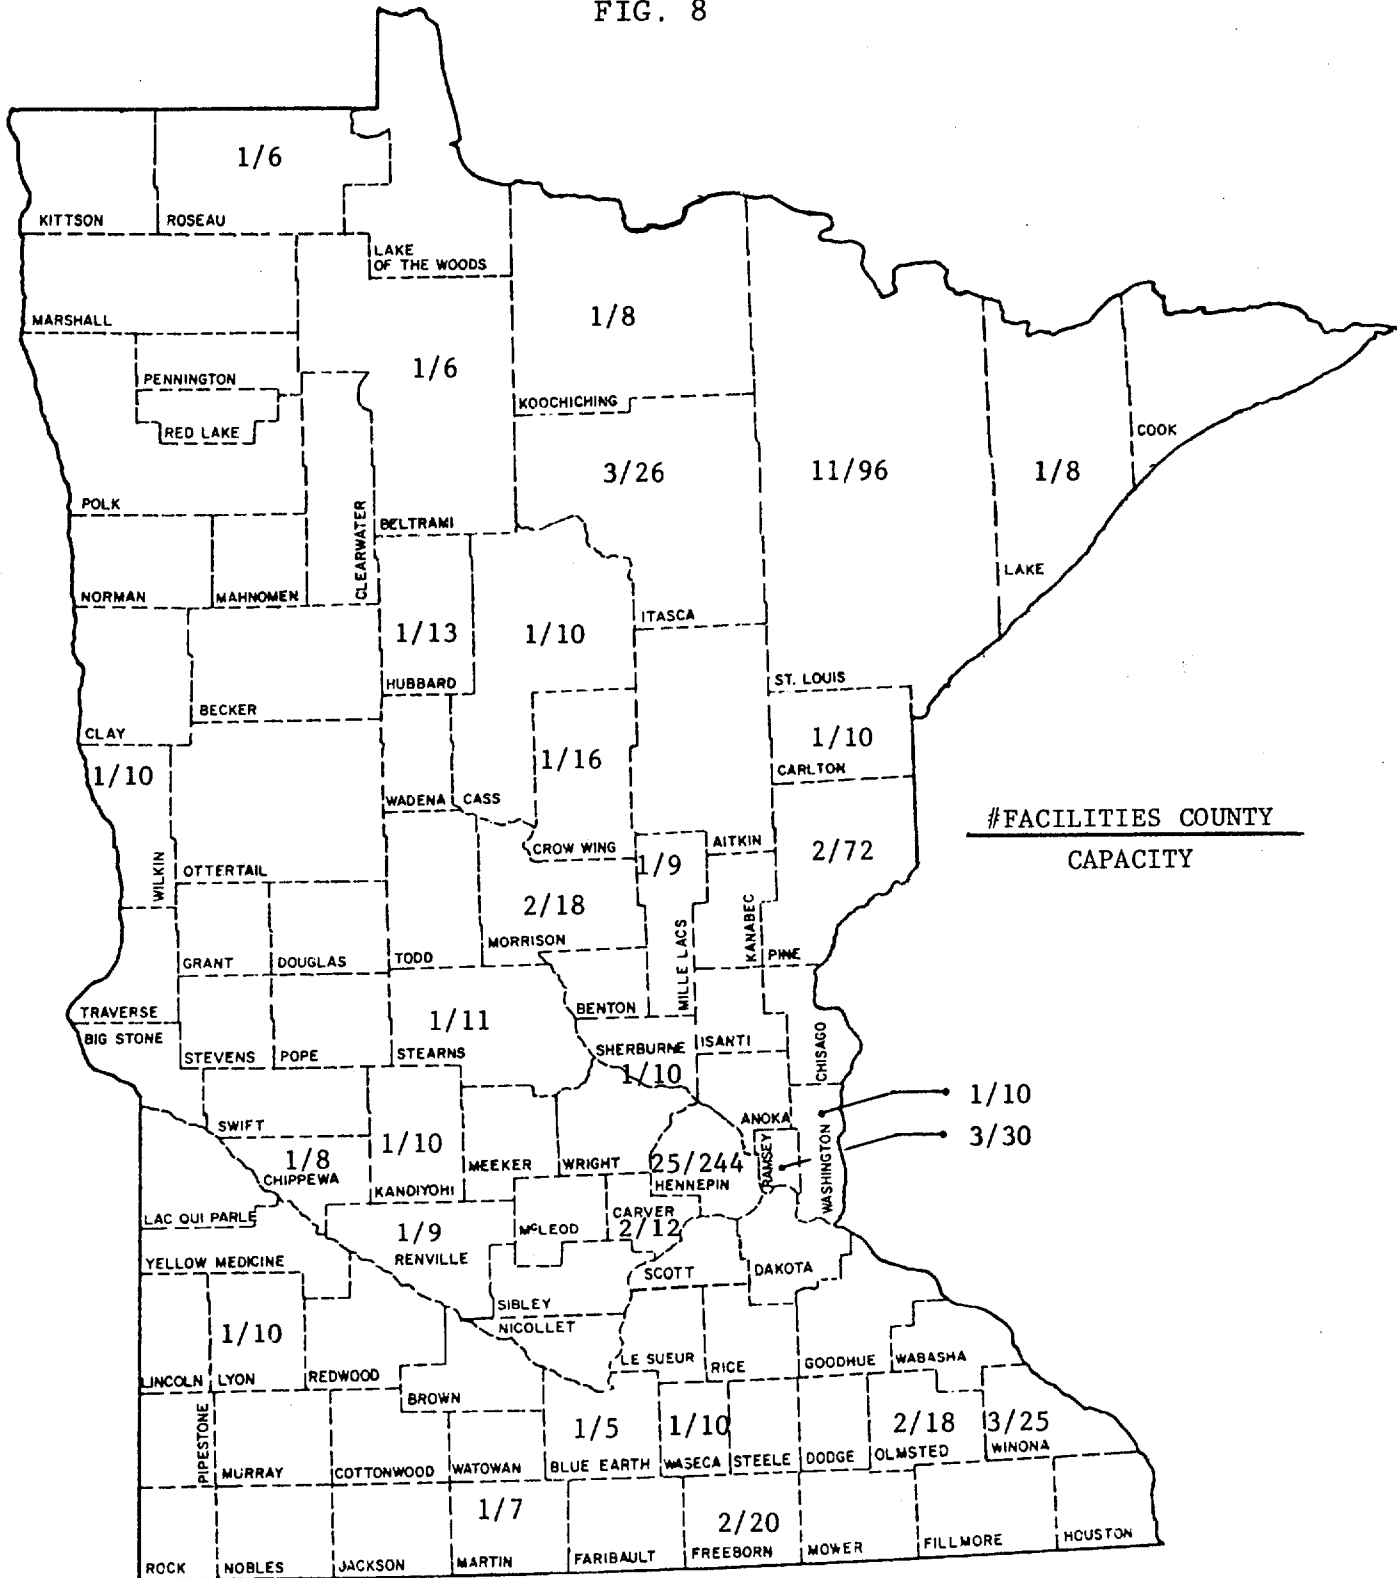 FIG. 8
1/6
KITTSON
ROSEAU
LAKE
OF THE WOODS
MARSHALL
1/8
1/6
PENNINGTON
KOOCHICHING
RED LAKE
COOK
3/26
11/96
1/8
POLK
BELTRAMI
CLEARWATER
LAKE
NORMAN
MAHNOMEN
ITASCA
1/13
1/10
HUBBARD
ST. LOUIS
BECKER
CLAY
1/10
1/10
1/16
CARLTON
WADENA
CASS
#FACILITIES COUNTY
CAPACITY
CROW WING
AITKIN
2/72
1/9
WILKIN
OTTERTAIL
2/18
KANABEC
MORRISON
PINE
GRANT
DOUGLAS
TODD
MILLE LACS
TRAVERSE
BENTON
BIG STONE
1/11
STEVENS
POPE
STEARNS
SHERBURNE
ISANTI
CHISAGO
1/10
1/10
SWIFT
ANOKA
3/30
1/8
CHIPPEWA
1/10
MEEKER
WRIGHT
25/244
HENNEPIN
RAMSEY
WASHINGTON
KANDIYOHI
LAC QUI PARLE
1/9
RENVILLE
McLEOD
CARVER
2/12
YELLOW MEDICINE
SCOTT
DAKOTA
SIBLEY
NICOLLET
1/10
LINCOLN
LYON
REDWOOD
LE SUEUR
RICE
GOODHUE
WABASHA
BROWN
PIPESTONE
1/5
1/10
2/18
3/25
MURRAY
COTTONWOOD
WATOWAN
BLUE EARTH
WASECA
STEELE
DODGE
OLMSTED
WINONA
1/7
2/20
ROCK
NOBLES
JACKSON
MARTIN
FARIBAULT
FREEBORN
MOWER
FILLMORE
HOUSTON